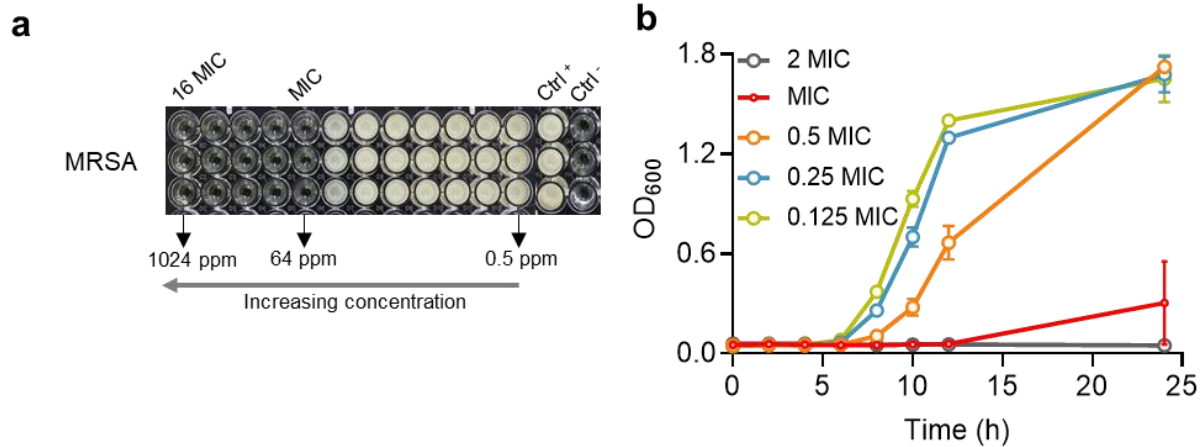 a
16 MIC
MIC
Ctrl +
Ctrl -
MRSA
1024 ppm
64 ppm
0.5 ppm
Increasing concentration
b
2 MIC
MIC
0.5 MIC
0.25 MIC
0.125 MIC
OD600
1.8
1.2
0.6
0.0
0
5
10
15
20
25
Time (h)